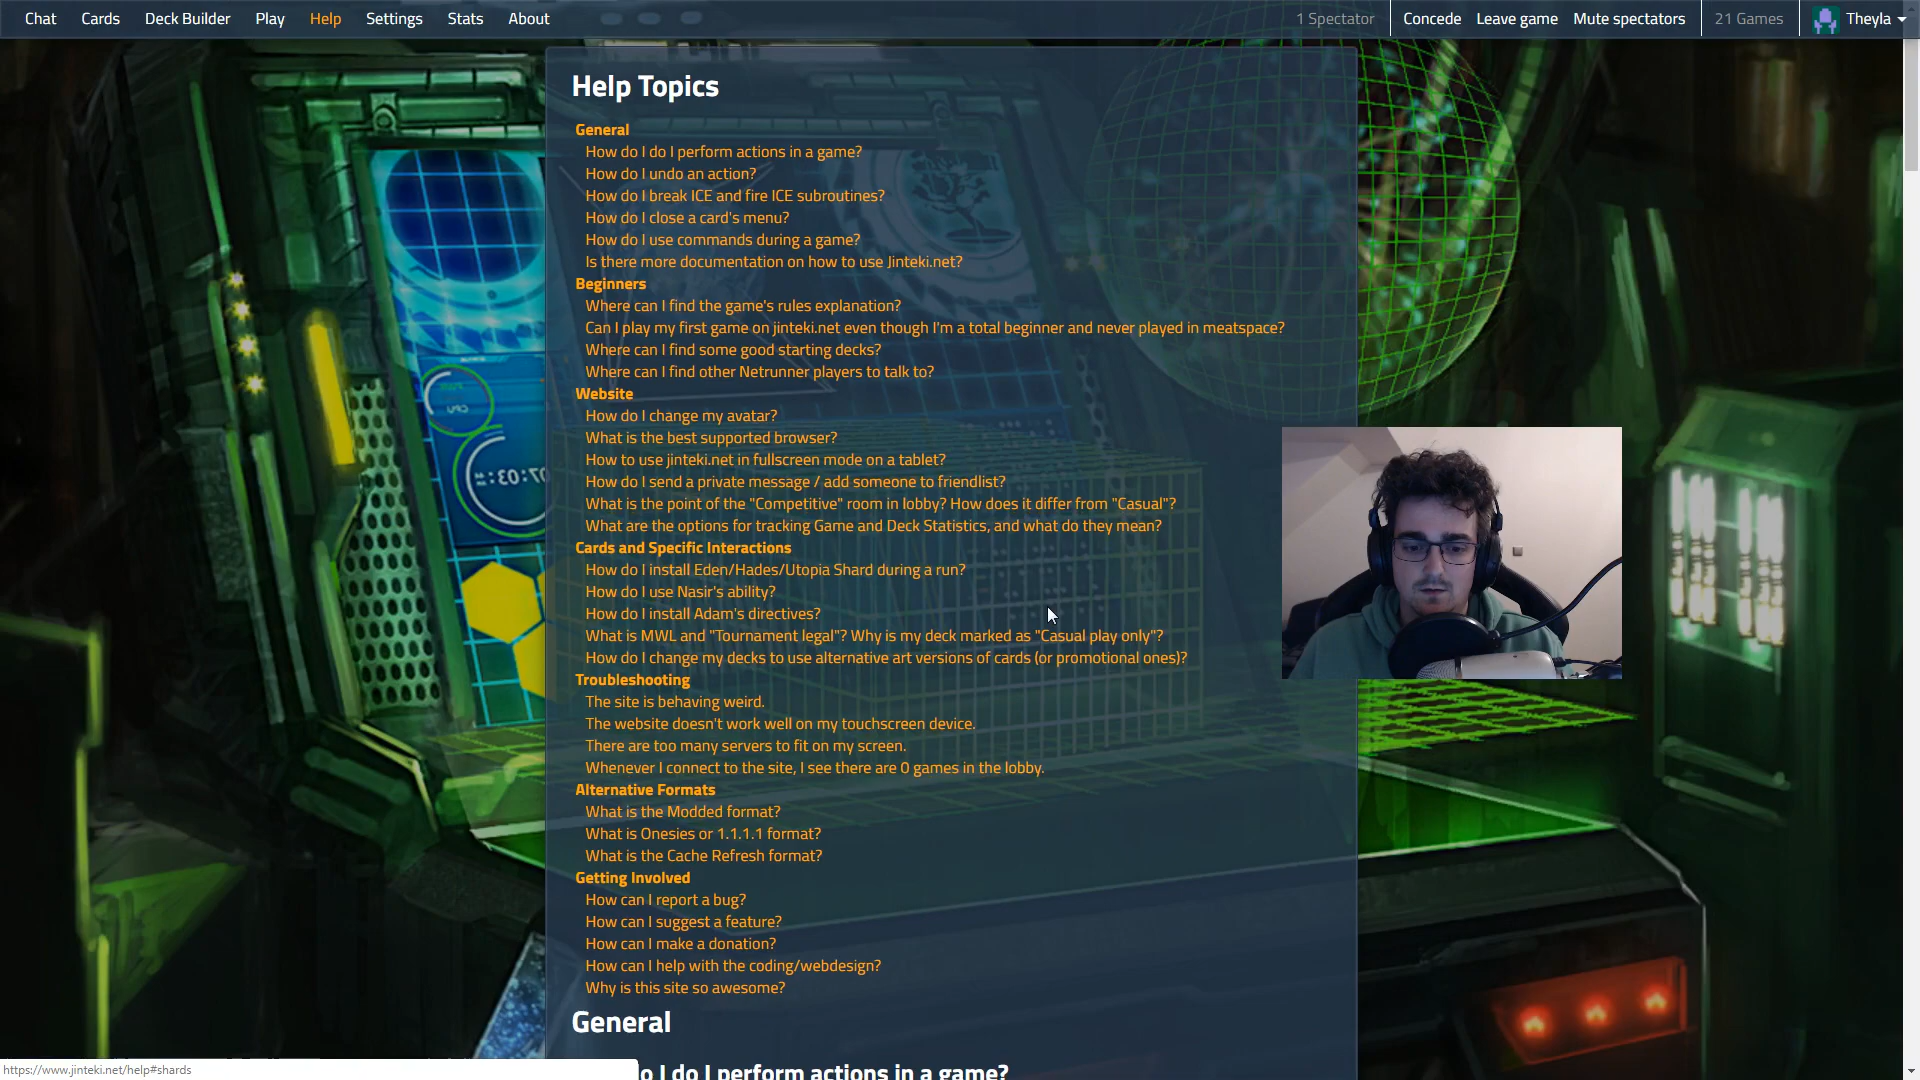 Chat Cards Deck Builder Play Help Settings Stats About 1 Spectator Concede Leave game Mute spectators 21 Games Theyla
Help Topics
General
How do I do I perform actions in a game?
How do I undo an action?
How do I break ICE and fire ICE subroutines?
How do I close a card's menu?
How do I use commands during a game?
Is there more documentation on how to use Jinteki.net?
Beginners
Where can I find the game's rules explanation?
Can I play my first game on jinteki.net even though I'm a total beginner and never played in meatspace?
Where can I find some good starting decks?
Where can I find other Netrunner players to talk to?
Website
How do I change my avatar?
What is the best supported browser?
How to use jinteki.net in fullscreen mode on a tablet?
How do I send a private message / add someone to friendlist?
What is the point of the "Competitive" room in lobby? How does it differ from "Casual"?
What are the options for tracking Game and Deck Statistics, and what do they mean?
Cards and Specific Interactions
How do I install Eden/Hades/Utopia Shard during a run?
How do I use Nasir's ability?
How do I install Adam's directives?
What is MWL and "Tournament legal"? Why is my deck marked as "Casual play only"?
How do I change my decks to use alternative art versions of cards (or promotional ones)?
Troubleshooting
The site is behaving weird.
The website doesn't work well on my touchscreen device.
There are too many servers to fit on my screen.
Whenever I connect to the site, I see there are 0 games in the lobby.
Alternative Formats
What is the Modded format?
What is Onesies or 1.1.1.1 format?
What is the Cache Refresh format?
Getting Involved
How can I report a bug?
How can I suggest a feature?
How can I make a donation?
How can I help with the coding/webdesign?
Why is this site so awesome?
General
o I do I perform actions in a game?
https://www.jinteki.net/help#shards